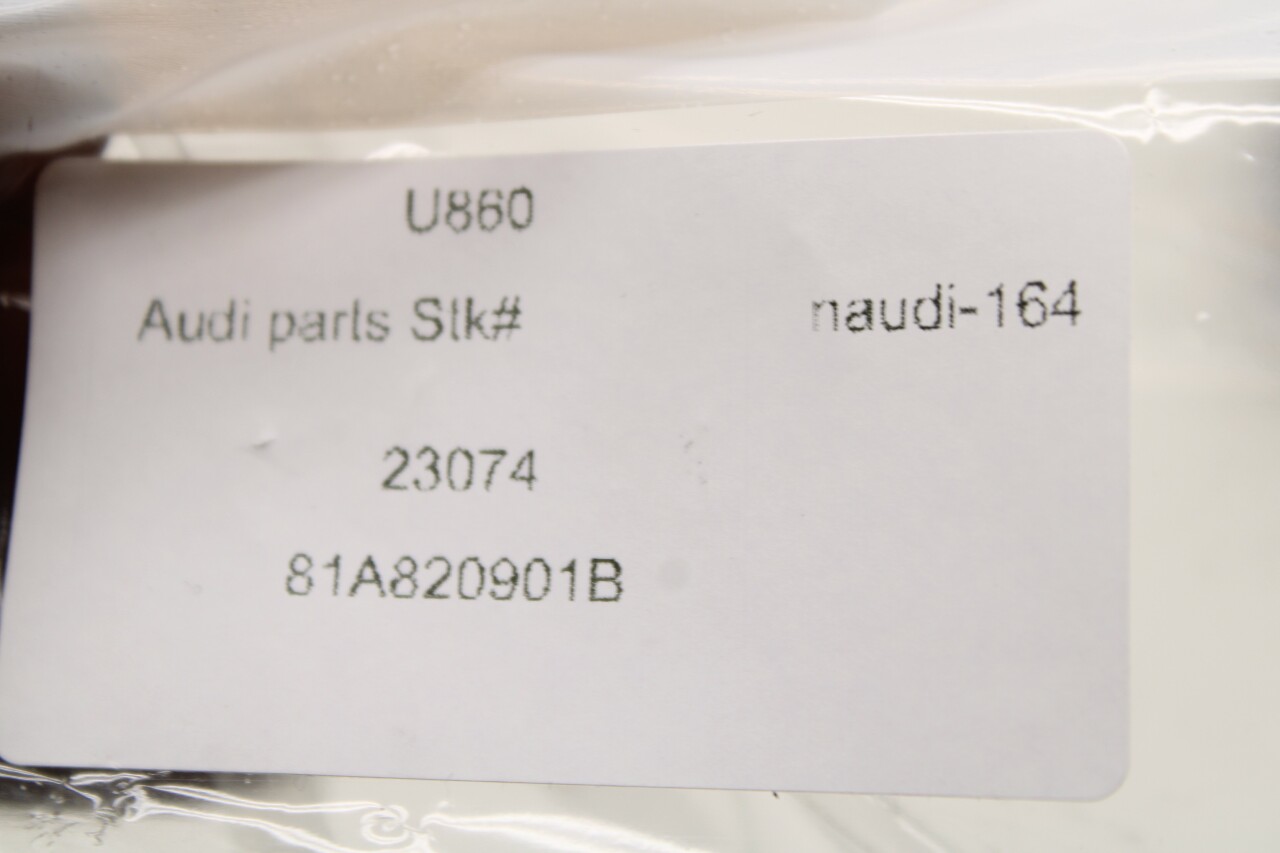 U860
Audi parts Stk# naudi-164
23074
81A820901B